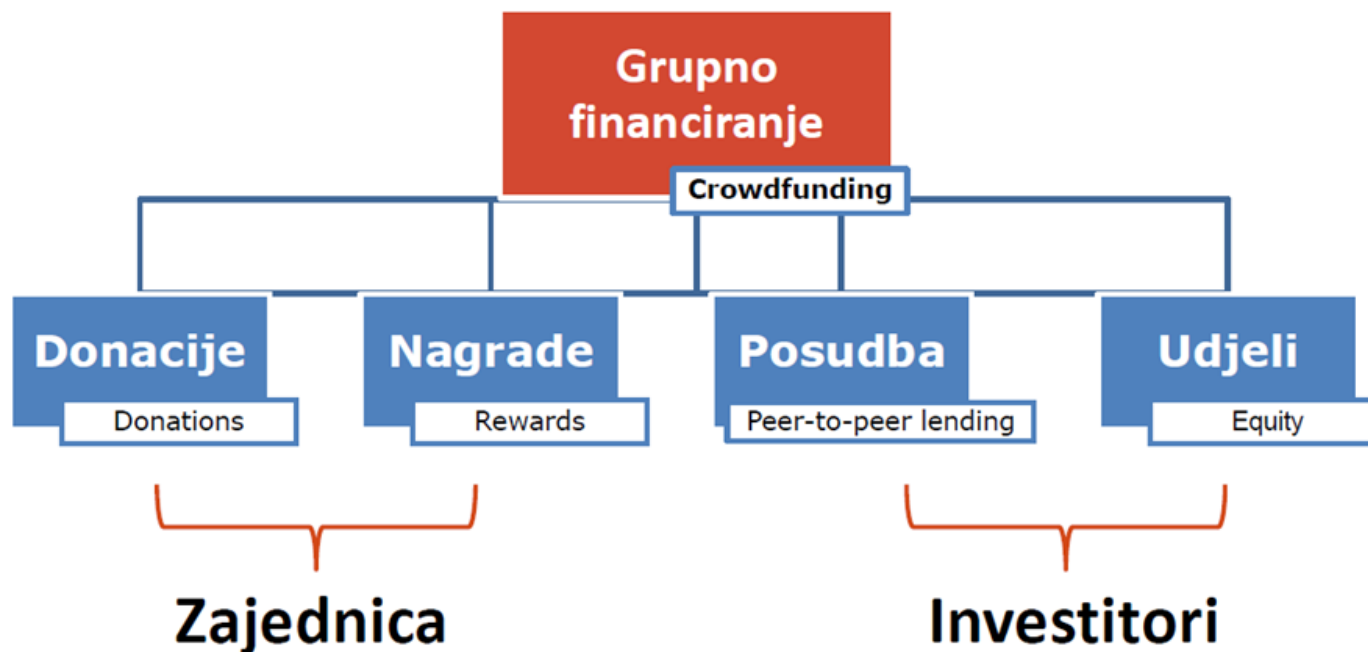 Grupno
financiranje
Crowdfunding
Donacije
Donations
Nagrade
Rewards
Posudba
Peer-to-peer lending
Udjeli
Equity
Zajednica
Investitori